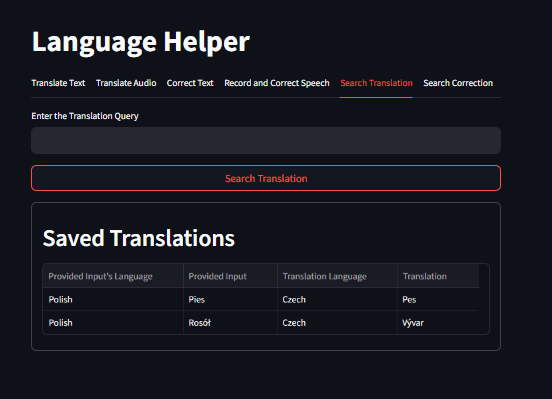 Language Helper
Translate Text Translate Audio Correct Text Record and Correct Speech Search Translation Search Correction
Enter the Translation Query
Search Translation
Saved Translations
Provided Input's Language Provided Input Translation Language Translation
Polish Pies Czech Pes
Polish Rosół Czech Vývar